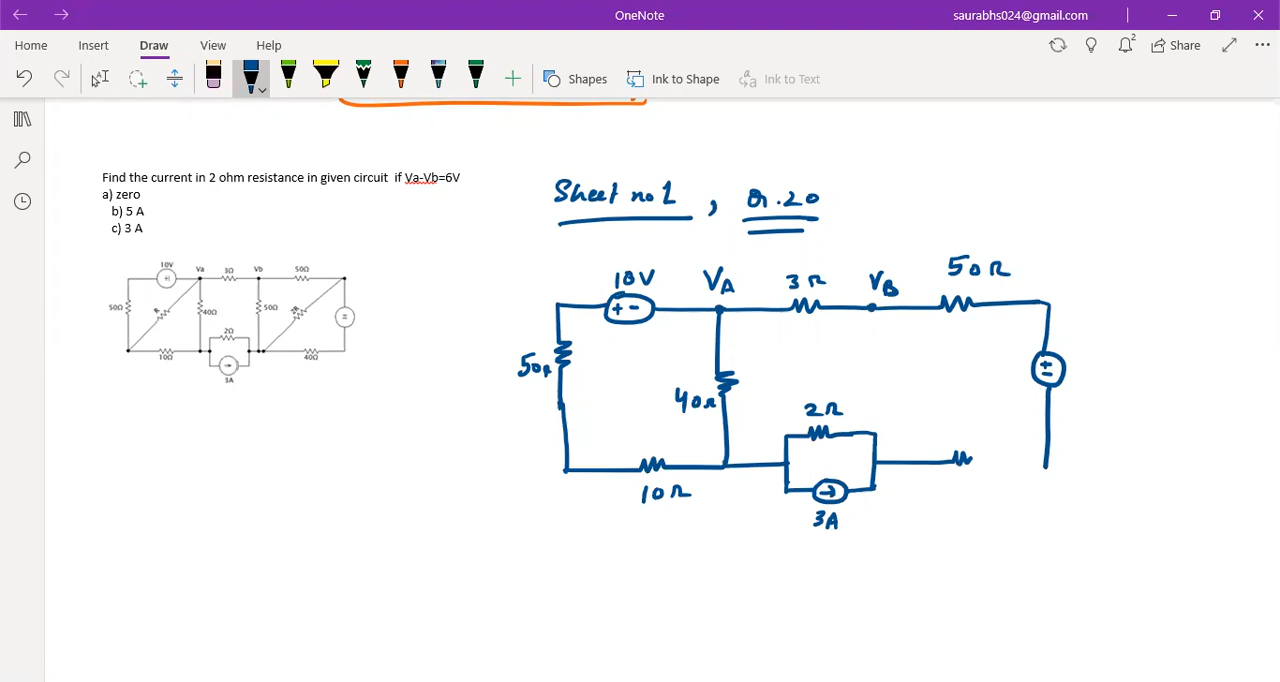 OneNote
saurabhs024@gmail.com
Home Insert Draw View Help
2
Share
Shapes
Ink to Shape
Ink to Text
Find the current in 2 ohm resistance in given circuit if Va-Vb=6V
a) zero
b) 5 A
c) 3 A
Sheet no 1, Q.20
10V Va 3Ω Vb 50Ω
50Ω 40Ω 50Ω
2Ω
10Ω 40Ω
3A
10V VA 3Ω VB 50Ω
50Ω
40Ω
2Ω
10Ω
3A